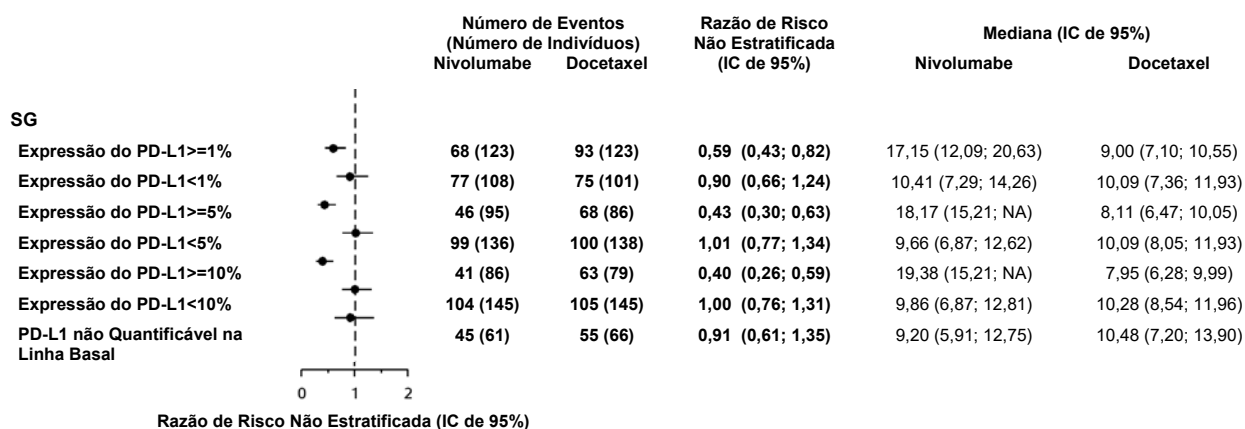 Número de Eventos
(Número de Indivíduos)
Nivolumabe Docetaxel
Razão de Risco
Não Estratificada
(IC de 95%)
Mediana (IC de 95%)
Nivolumabe Docetaxel
SG
Expressão do PD-L1>=1% 68 (123) 93 (123) 0,59 (0,43; 0,82) 17,15 (12,09; 20,63) 9,00 (7,10; 10,55)
Expressão do PD-L1<1% 77 (108) 75 (101) 0,90 (0,66; 1,24) 10,41 (7,29; 14,26) 10,09 (7,36; 11,93)
Expressão do PD-L1>=5% 46 (95) 68 (86) 0,43 (0,30; 0,63) 18,17 (15,21; NA) 8,11 (6,47; 10,05)
Expressão do PD-L1<5% 99 (136) 100 (138) 1,01 (0,77; 1,34) 9,66 (6,87; 12,62) 10,09 (8,05; 11,93)
Expressão do PD-L1>=10% 41 (86) 63 (79) 0,40 (0,26; 0,59) 19,38 (15,21; NA) 7,95 (6,28; 9,99)
Expressão do PD-L1<10% 104 (145) 105 (145) 1,00 (0,76; 1,31) 9,86 (6,87; 12,81) 10,28 (8,54; 11,96)
PD-L1 não Quantificável na 45 (61) 55 (66) 0,91 (0,61; 1,35) 9,20 (5,91; 12,75) 10,48 (7,20; 13,90)
Linha Basal
0 1 2
Razão de Risco Não Estratificada (IC de 95%)